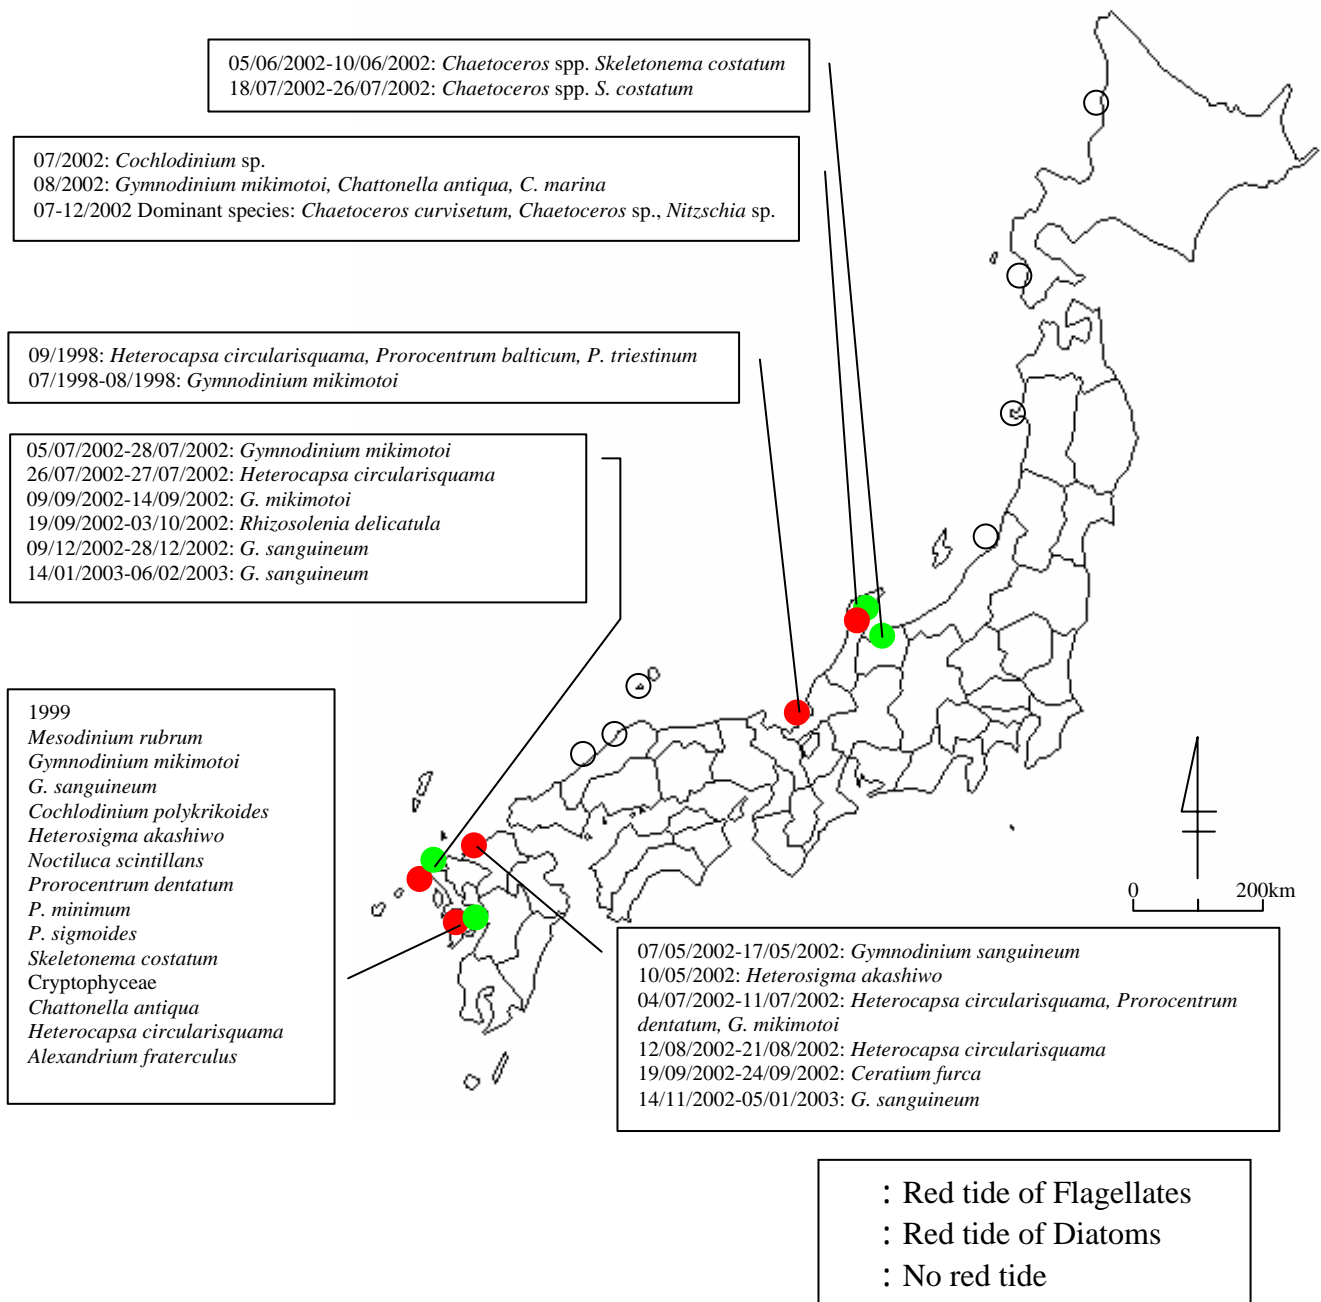 05/06/2002-10/06/2002: Chaetoceros spp. Skeletonema costatum
18/07/2002-26/07/2002: Chaetoceros spp. S. costatum
07/2002: Cochlodinium sp.
08/2002: Gymnodinium mikimotoi, Chattonella antiqua, C. marina
07-12/2002 Dominant species: Chaetoceros curvisetum, Chaetoceros sp., Nitzschia sp.
09/1998: Heterocapsa circularisquama, Prorocentrum balticum, P. triestinum
07/1998-08/1998: Gymnodinium mikimotoi
05/07/2002-28/07/2002: Gymnodinium mikimotoi
26/07/2002-27/07/2002: Heterocapsa circularisquama
09/09/2002-14/09/2002: G. mikimotoi
19/09/2002-03/10/2002: Rhizosolenia delicatula
09/12/2002-28/12/2002: G. sanguineum
14/01/2003-06/02/2003: G. sanguineum
1999
Mesodinium rubrum
Gymnodinium mikimotoi
G. sanguineum
Cochlodinium polykrikoides
Heterosigma akashiwo
Noctiluca scintillans
Prorocentrum dentatum
P. minimum
P. sigmoides
Skeletonema costatum
Cryptophyceae
Chattonella antiqua
Heterocapsa circularisquama
Alexandrium fraterculus
0 200km
07/05/2002-17/05/2002: Gymnodinium sanguineum
10/05/2002: Heterosigma akashiwo
04/07/2002-11/07/2002: Heterocapsa circularisquama, Prorocentrum
dentatum, G. mikimotoi
12/08/2002-21/08/2002: Heterocapsa circularisquama
19/09/2002-24/09/2002: Ceratium furca
14/11/2002-05/01/2003: G. sanguineum
: Red tide of Flagellates
: Red tide of Diatoms
: No red tide